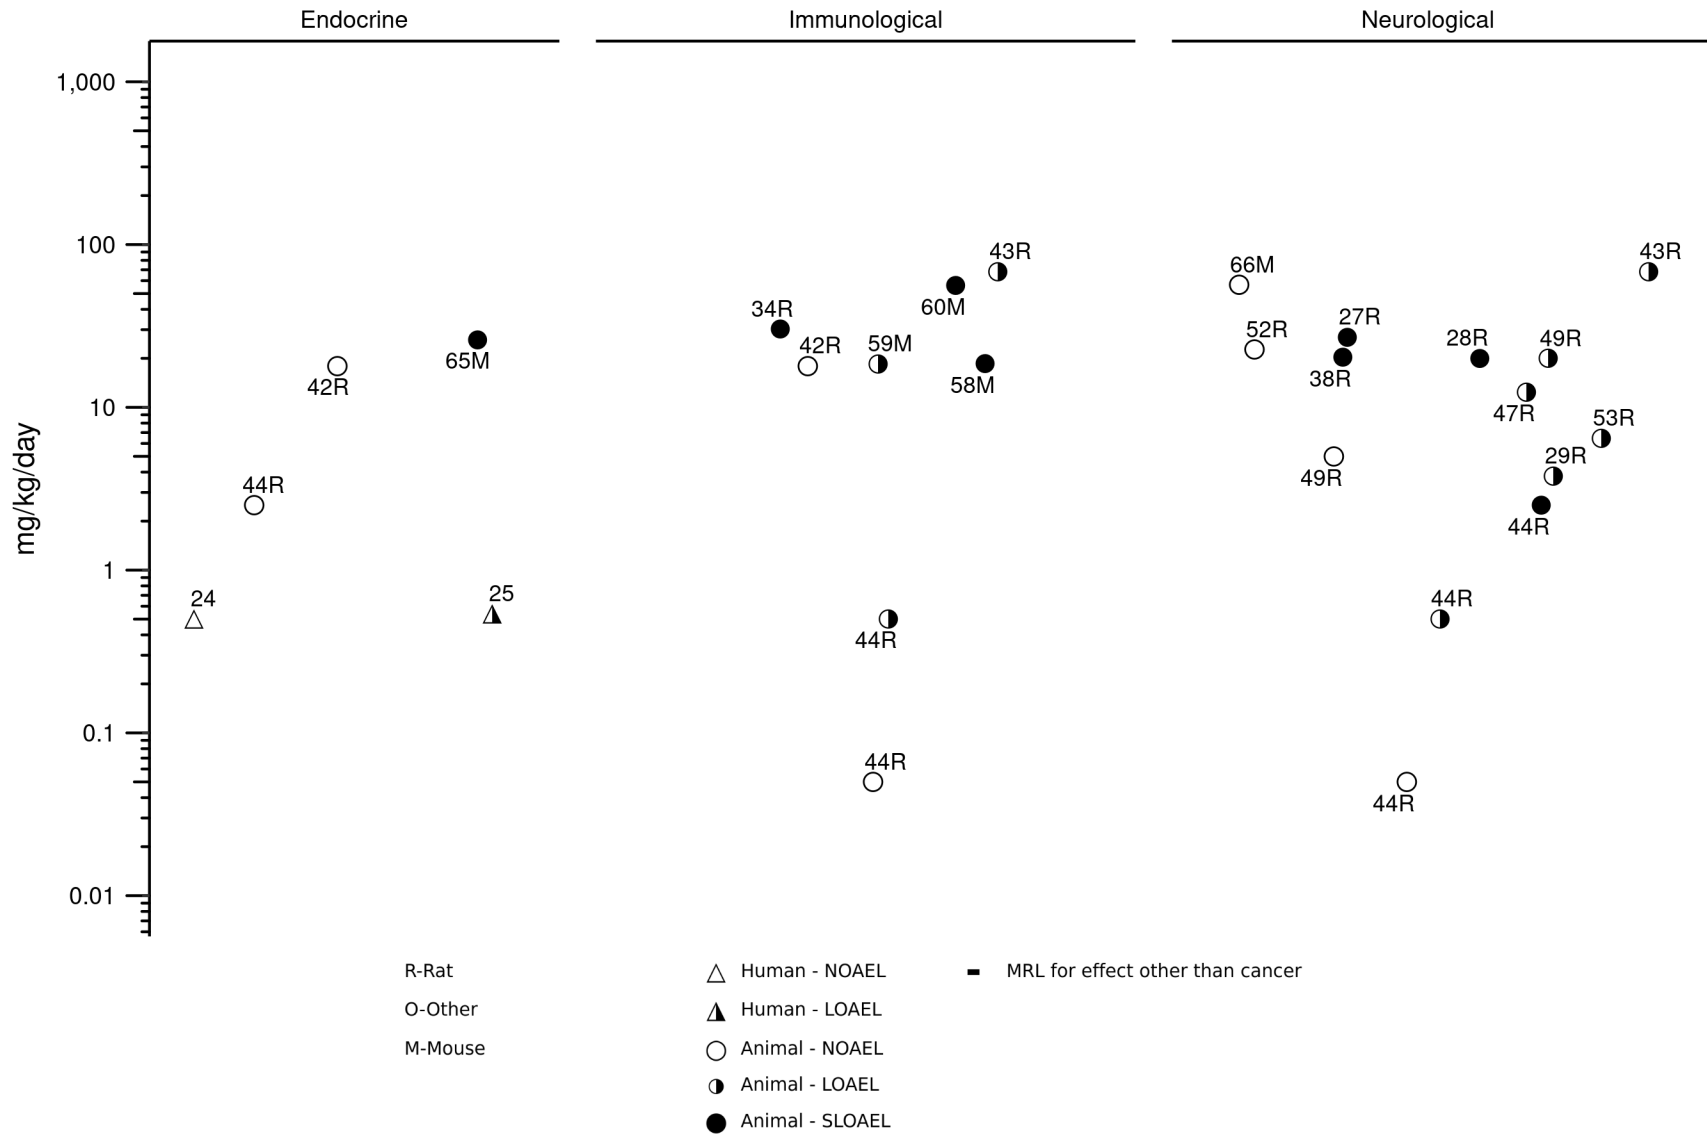 Endocrine
Immunological
Neurological
mg/kg/day
1,000
100
10
1
0.1
0.01
24
44R
42R
65M
25
34R
42R
59M
60M
43R
58M
44R
44R
66M
52R
27R
38R
49R
28R
49R
47R
53R
29R
44R
44R
44R
43R
R-Rat
O-Other
M-Mouse
Human - NOAEL
Human - LOAEL
Animal - NOAEL
Animal - LOAEL
Animal - SLOAEL
MRL for effect other than cancer